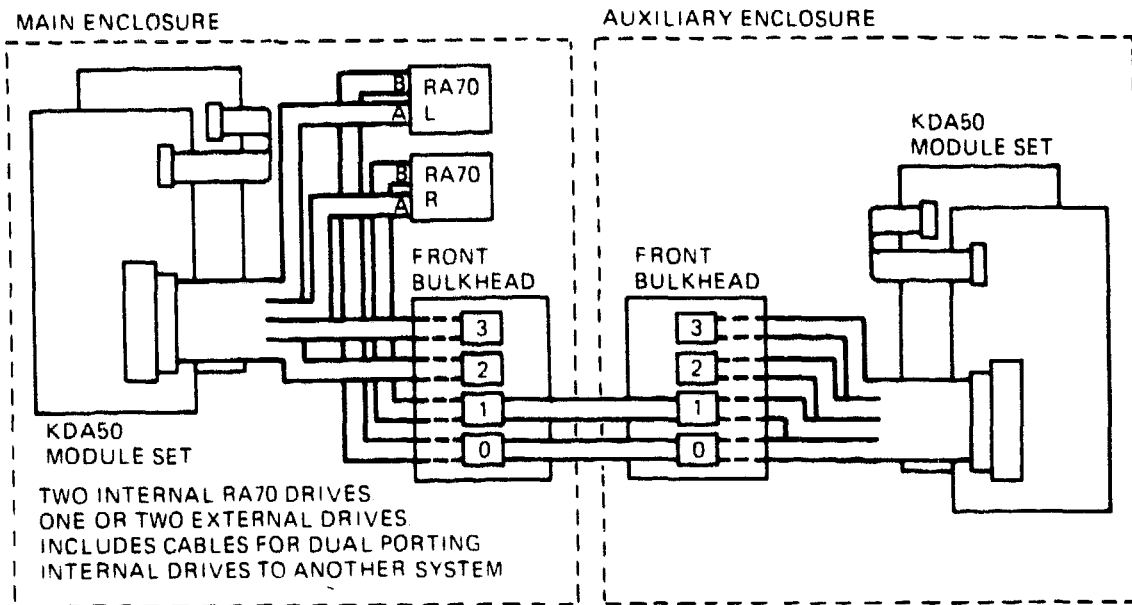 MAIN ENCLOSURE
AUXILIARY ENCLOSURE
B
RA70
A
L
B
RA70
A
R
FRONT
BULKHEAD
3
2
1
0
KDA50
MODULE SET
TWO INTERNAL RA70 DRIVES
ONE OR TWO EXTERNAL DRIVES
INCLUDES CABLES FOR DUAL PORTING
INTERNAL DRIVES TO ANOTHER SYSTEM
KDA50
MODULE SET
FRONT
BULKHEAD
3
2
1
0